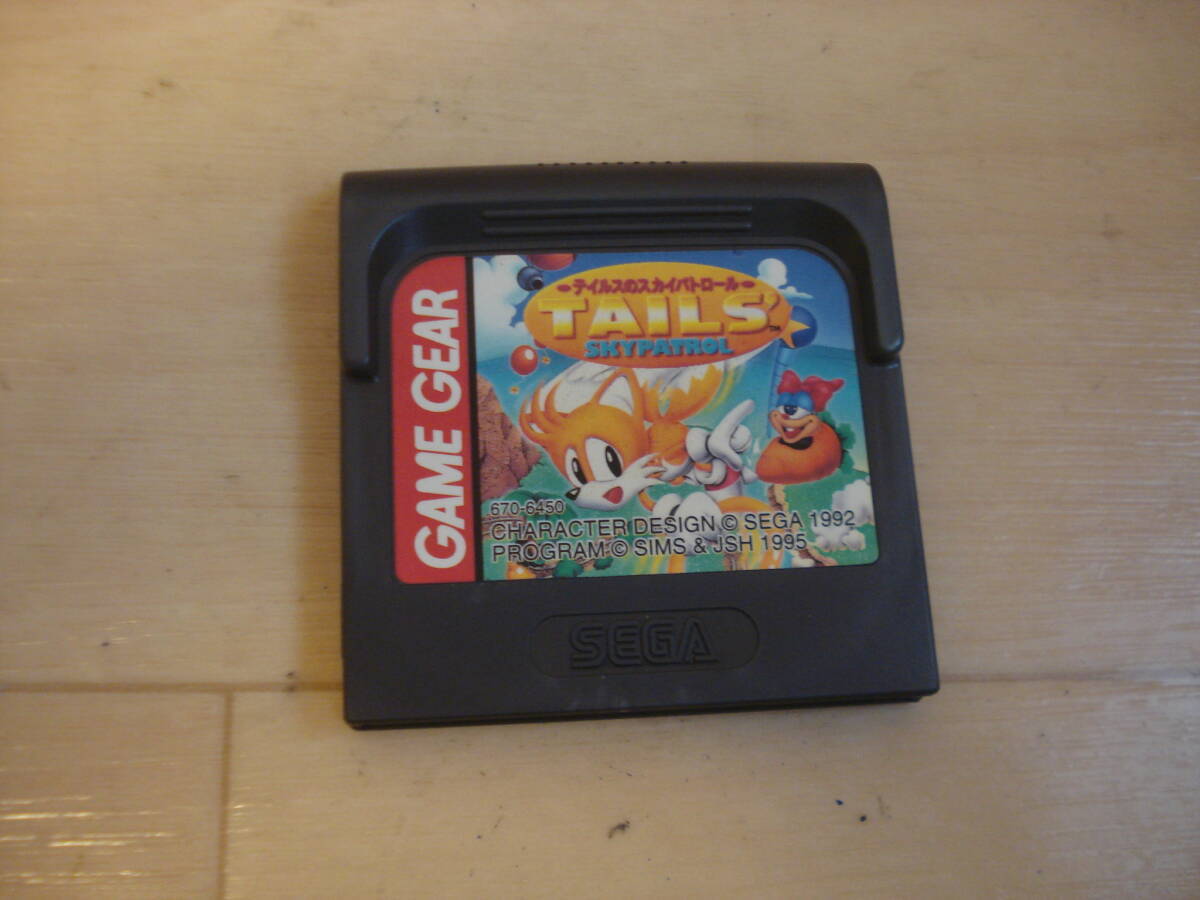 GAME GEAR
テイルスのスカイパトロール
TAILS'™
SKYPATROL
670-6450
CHARACTER DESIGN © SEGA 1992
PROGRAM © SIMS & JSH 1995
SEGA